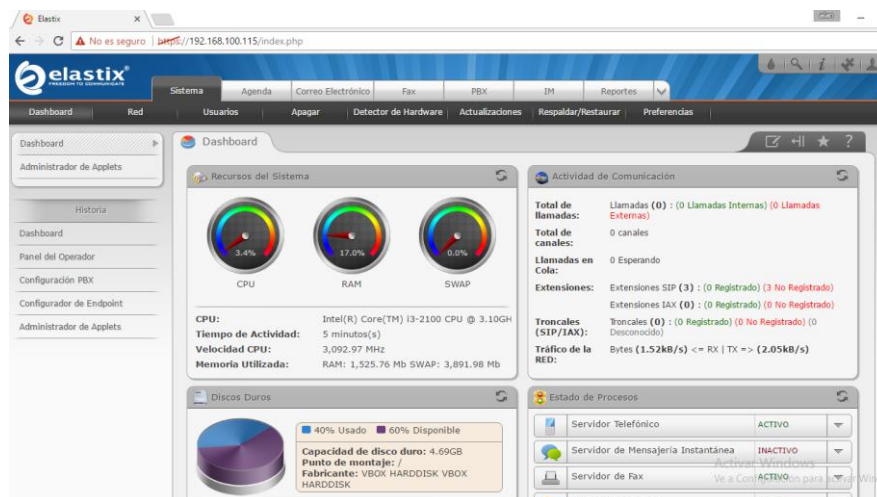 Elastix
No es seguro | https://192.168.100.115/index.php
elastix®
FREEDOM TO COMMUNICATE
Sistema Agenda Correo Electrónico Fax PBX IM Reportes
Dashboard Red Usuarios Apagar Detector de Hardware Actualizaciones Respaldar/Restaurar Preferencias
Dashboard
Administrador de Applets
Historia
Dashboard
Panel del Operador
Configuración PBX
Configurador de Endpoint
Administrador de Applets
Dashboard
Recursos del Sistema
3.4% 17.0% 0.0%
CPU RAM SWAP
CPU: Intel(R) Core(TM) i3-2100 CPU @ 3.10GH
Tiempo de Actividad: 5 minutos(s)
Velocidad CPU: 3,092.97 MHz
Memoria Utilizada: RAM: 1,525.76 Mb SWAP: 3,891.98 Mb
Actividad de Comunicación
Total de llamadas: Llamadas (0) : (0 Llamadas Internas) (0 Llamadas
Externas)
Total de canales: 0 canales
Llamadas en Cola: 0 Esperando
Extensiones: Extensiones SIP (3) : (0 Registrado) (3 No Registrado)
Extensiones IAX (0) : (0 Registrado) (0 No Registrado)
Troncales (SIP/IAX): Troncales (0) : (0 Registrado) (0 No Registrado) (0
Desconocido)
Tráfico de la RED: Bytes (1.52kB/s) <= RX | TX => (2.05kB/s)
Discos Duros
40% Usado 60% Disponible
Capacidad de disco duro: 4.69GB
Punto de montaje: /
Fabricante: VBOX HARDDISK VBOX
HARDDISK
Estado de Procesos
Servidor Telefónico ACTIVO
Servidor de Mensajería Instantánea INACTIVO
Servidor de Fax ACTIVO
Activar Windows
Ve a Configuración para activar Win